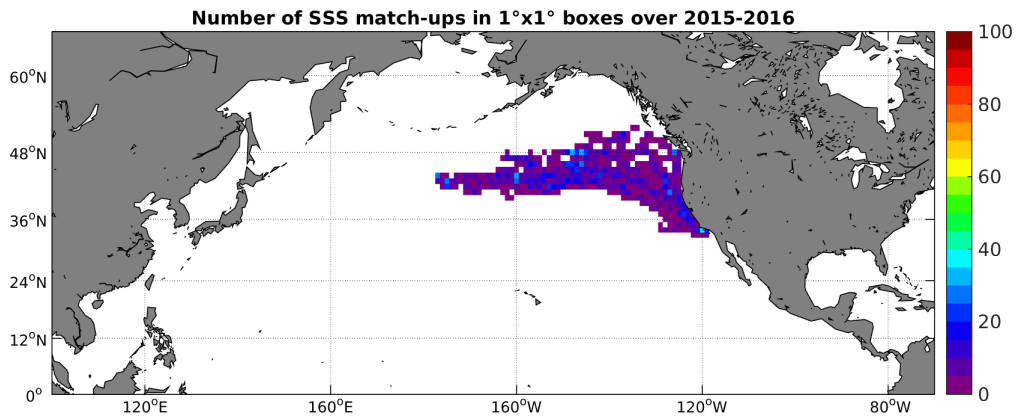 Number of SSS match-ups in 1°x1° boxes over 2015-2016
100
80
60
40
20
0
60°N
48°N
36°N
24°N
12°N
0°
120°E
160°E
160°W
120°W
80°W